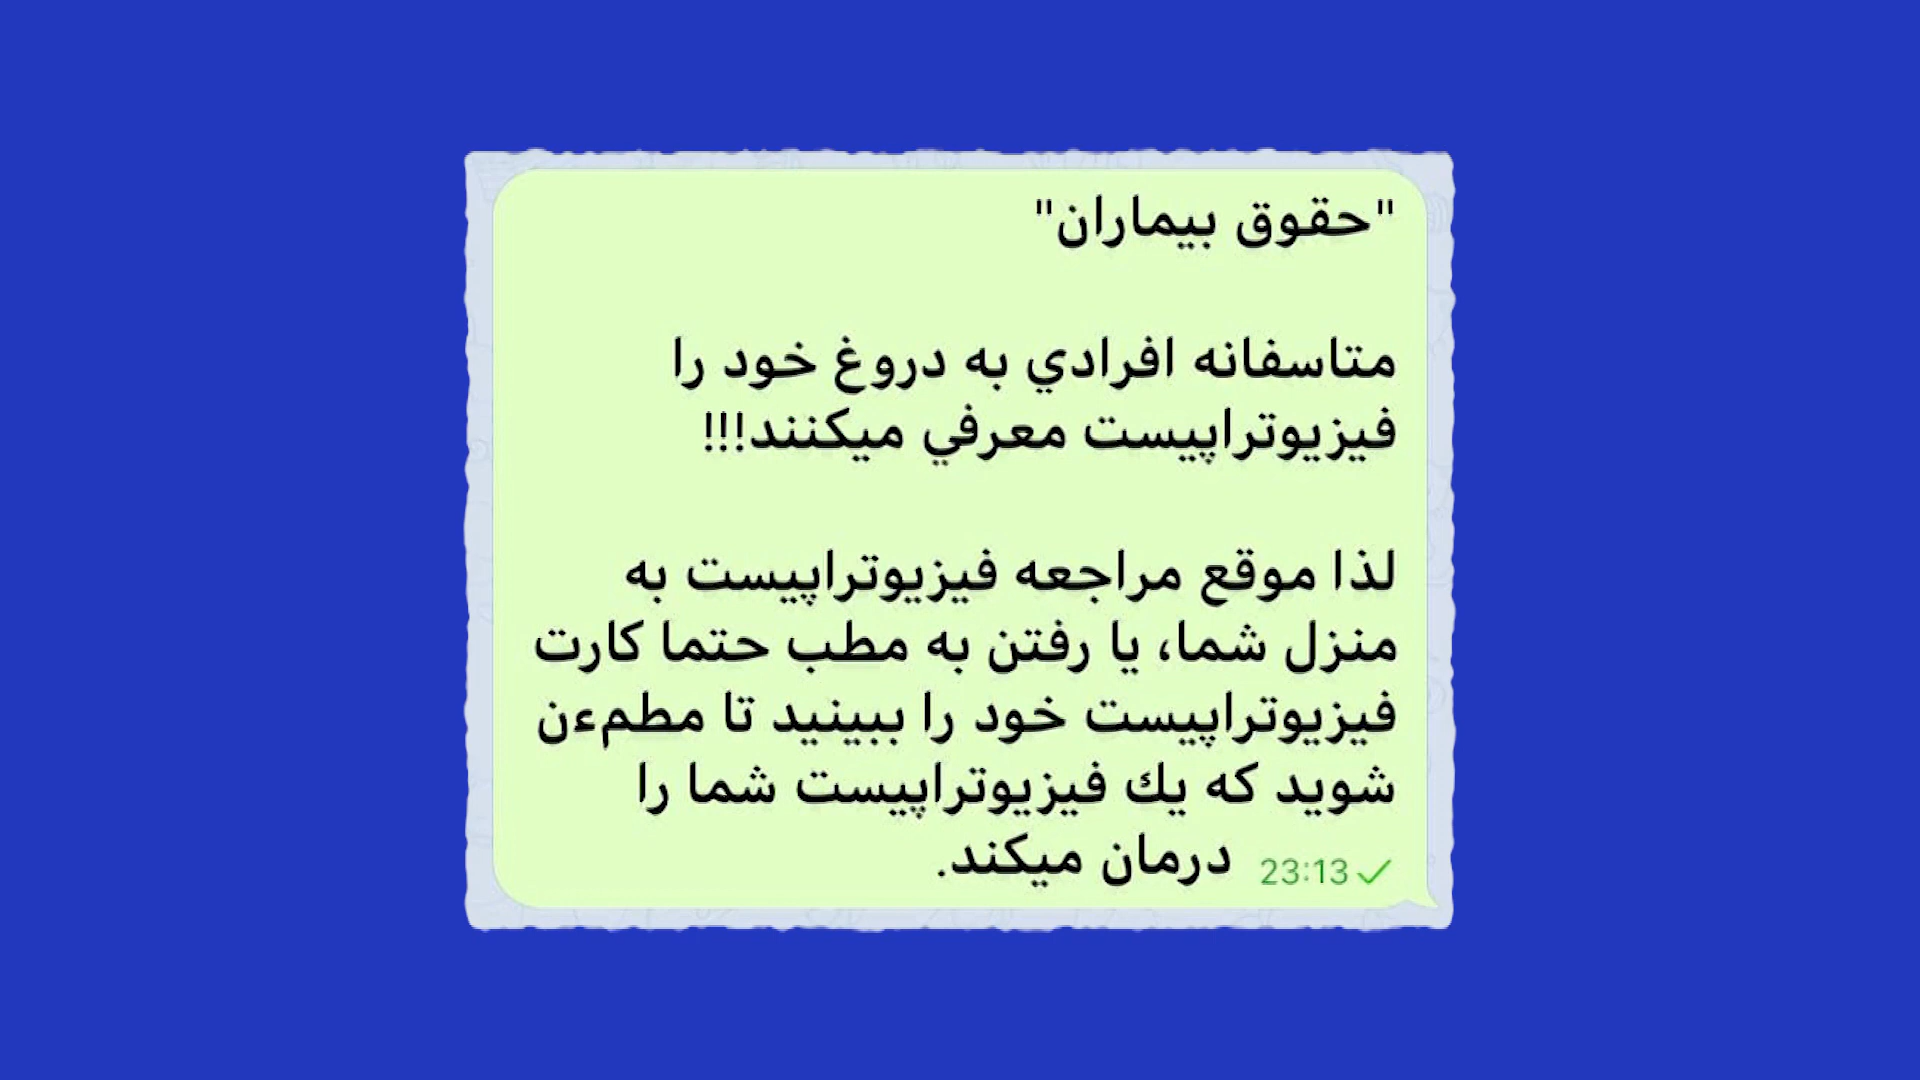 "حقوق بيماران"
متاسفانه افرادي به دروغ خود را
فيزيوتراپيست معرفي ميكنند!!!
لذا موقع مراجعه فيزيوتراپيست به
منزل شما، يا رفتن به مطب حتما كارت
فيزيوتراپيست خود را ببينيد تا مطمءن
شويد كه يك فيزيوتراپيست شما را
درمان ميكند.
23:13